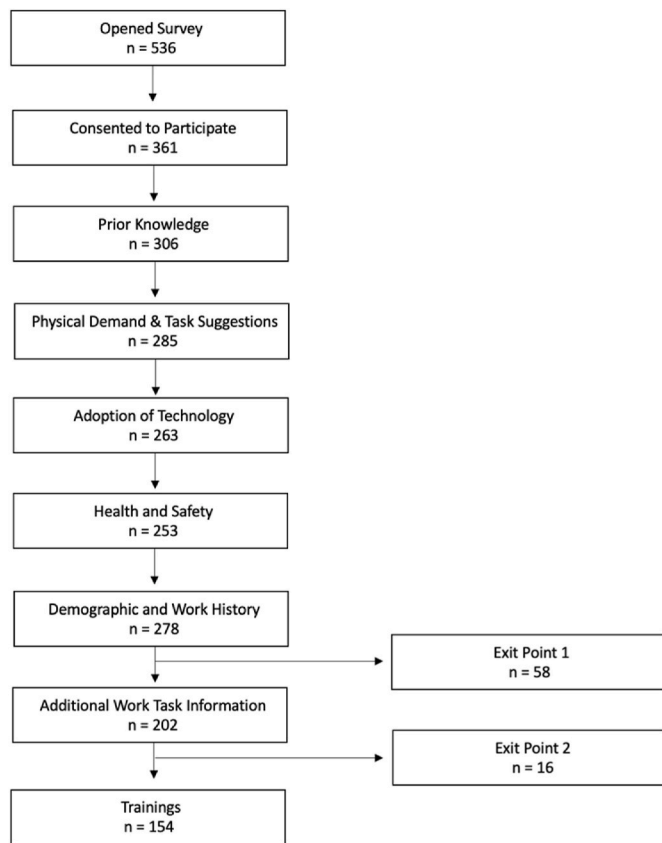 Opened Survey
n = 536
Consented to Participate
n = 361
Prior Knowledge
n = 306
Physical Demand & Task Suggestions
n = 285
Adoption of Technology
n = 263
Health and Safety
n = 253
Demographic and Work History
n = 278
Exit Point 1
n = 58
Additional Work Task Information
n = 202
Exit Point 2
n = 16
Trainings
n = 154